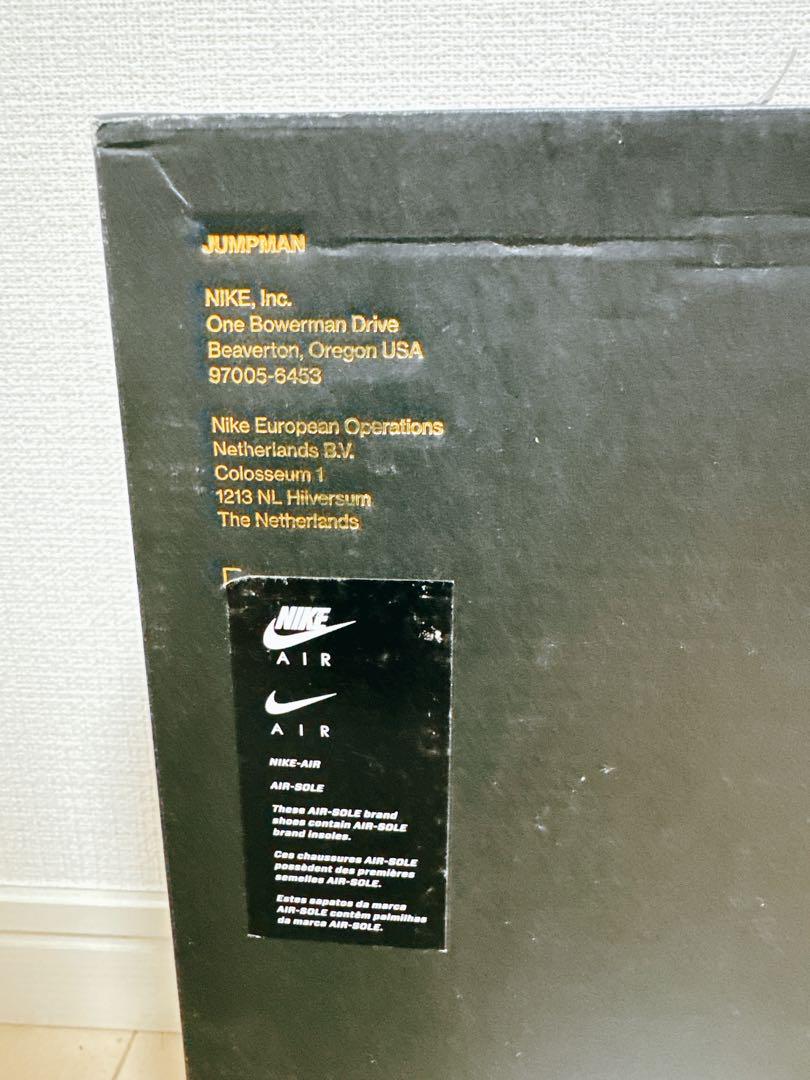 JUMPMAN
NIKE, Inc.
One Bowerman Drive
Beaverton, Oregon USA
97005-6453
Nike European Operations
Netherlands B.V.
Colosseum 1
1213 NL Hilversum
The Netherlands
NIKE
AIR
AIR
NIKE-AIR
AIR-SOLE
These AIR-SOLE brand
shoes contain AIR-SOLE
brand insoles.
Ces chaussures AIR-SOLE
possèdent des premières
semelles AIR-SOLE.
Estes sapatos da marca
AIR-SOLE contêm palmilhas
da marca AIR-SOLE.